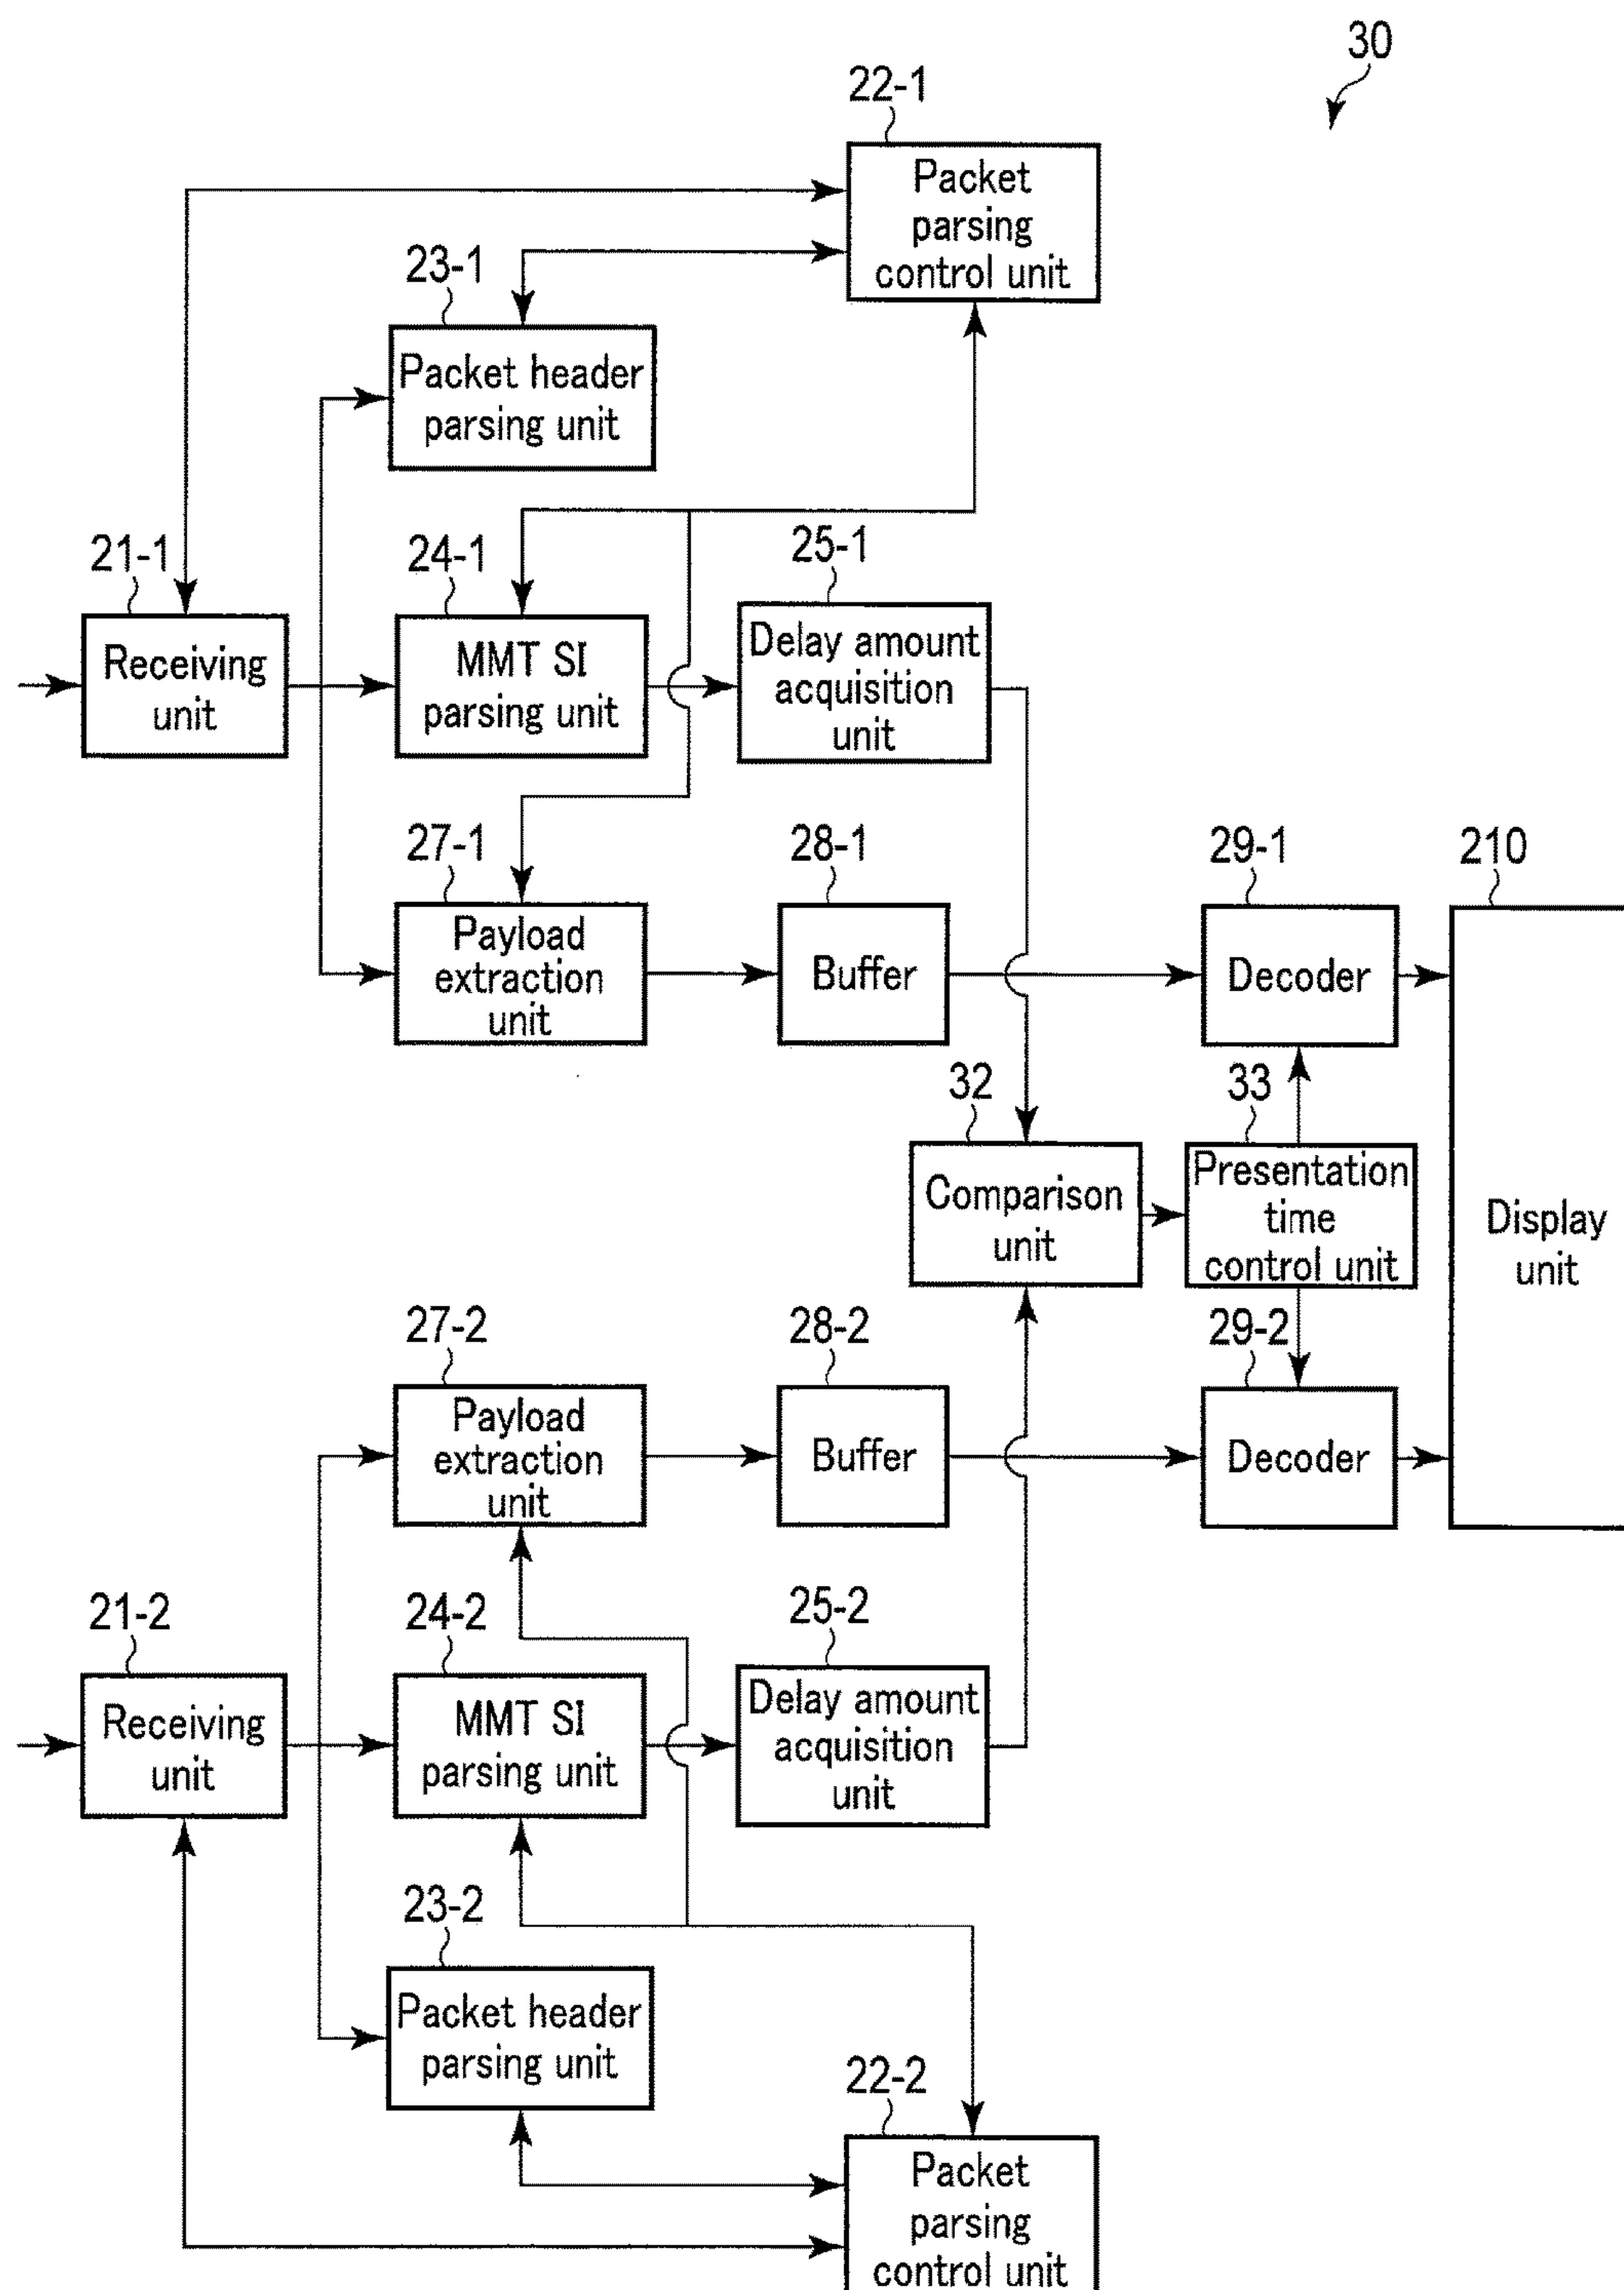 30
22-1
Packet
parsing
control unit
23-1
Packet header
parsing unit
21-1
Receiving
unit
24-1
MMT SI
parsing unit
25-1
Delay amount
acquisition
unit
27-1
Payload
extraction
unit
28-1
Buffer
29-1
Decoder
210
Display
unit
32
Comparison
unit
33
Presentation
time
control unit
27-2
Payload
extraction
unit
28-2
Buffer
29-2
Decoder
21-2
Receiving
unit
24-2
MMT SI
parsing unit
25-2
Delay amount
acquisition
unit
23-2
Packet header
parsing unit
22-2
Packet
parsing
control unit